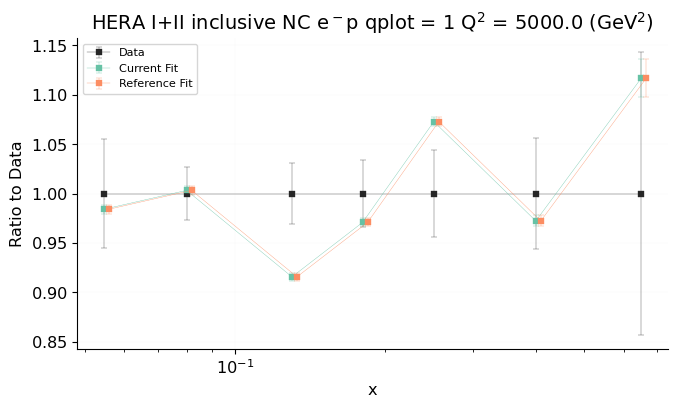 HERA I+II inclusive NC e⁻p qplot = 1 Q² = 5000.0 (GeV²)
Data
Current Fit
Reference Fit
Ratio to Data
1.15
1.10
1.05
1.00
0.95
0.90
0.85
10⁻¹
x